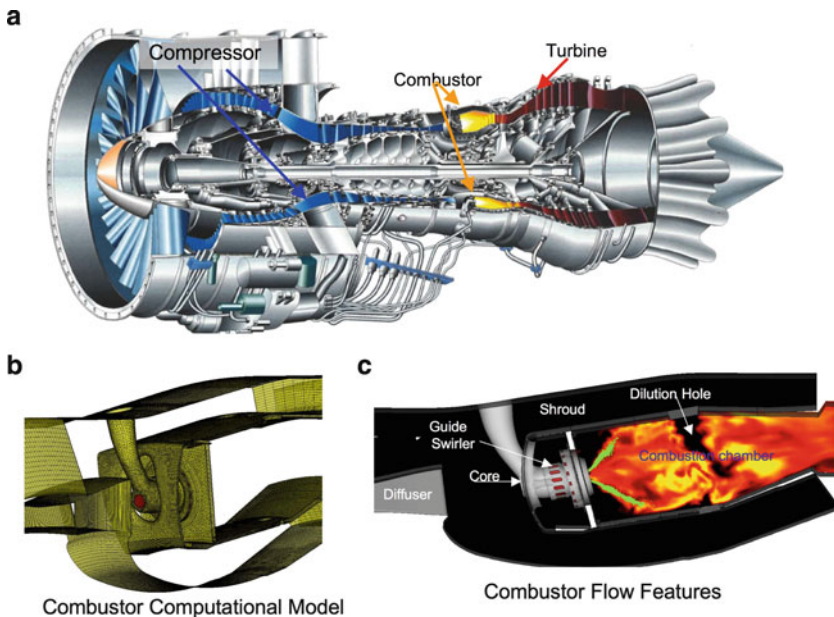 a
Compressor
Turbine
Combustor
b
Combustor Computational Model
c
Dilution Hole
Shroud
Guide
Swirler
Combustion chamber
Core
Diffuser
Combustor Flow Features